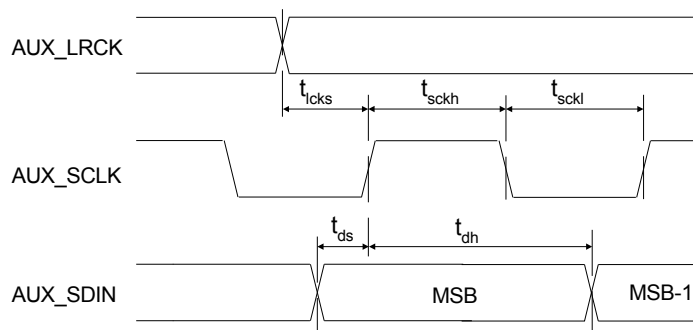 AUX_LRCK
t_lcks t_sckh t_sckl
AUX_SCLK
t_ds t_dh
AUX_SDIN MSB MSB-1